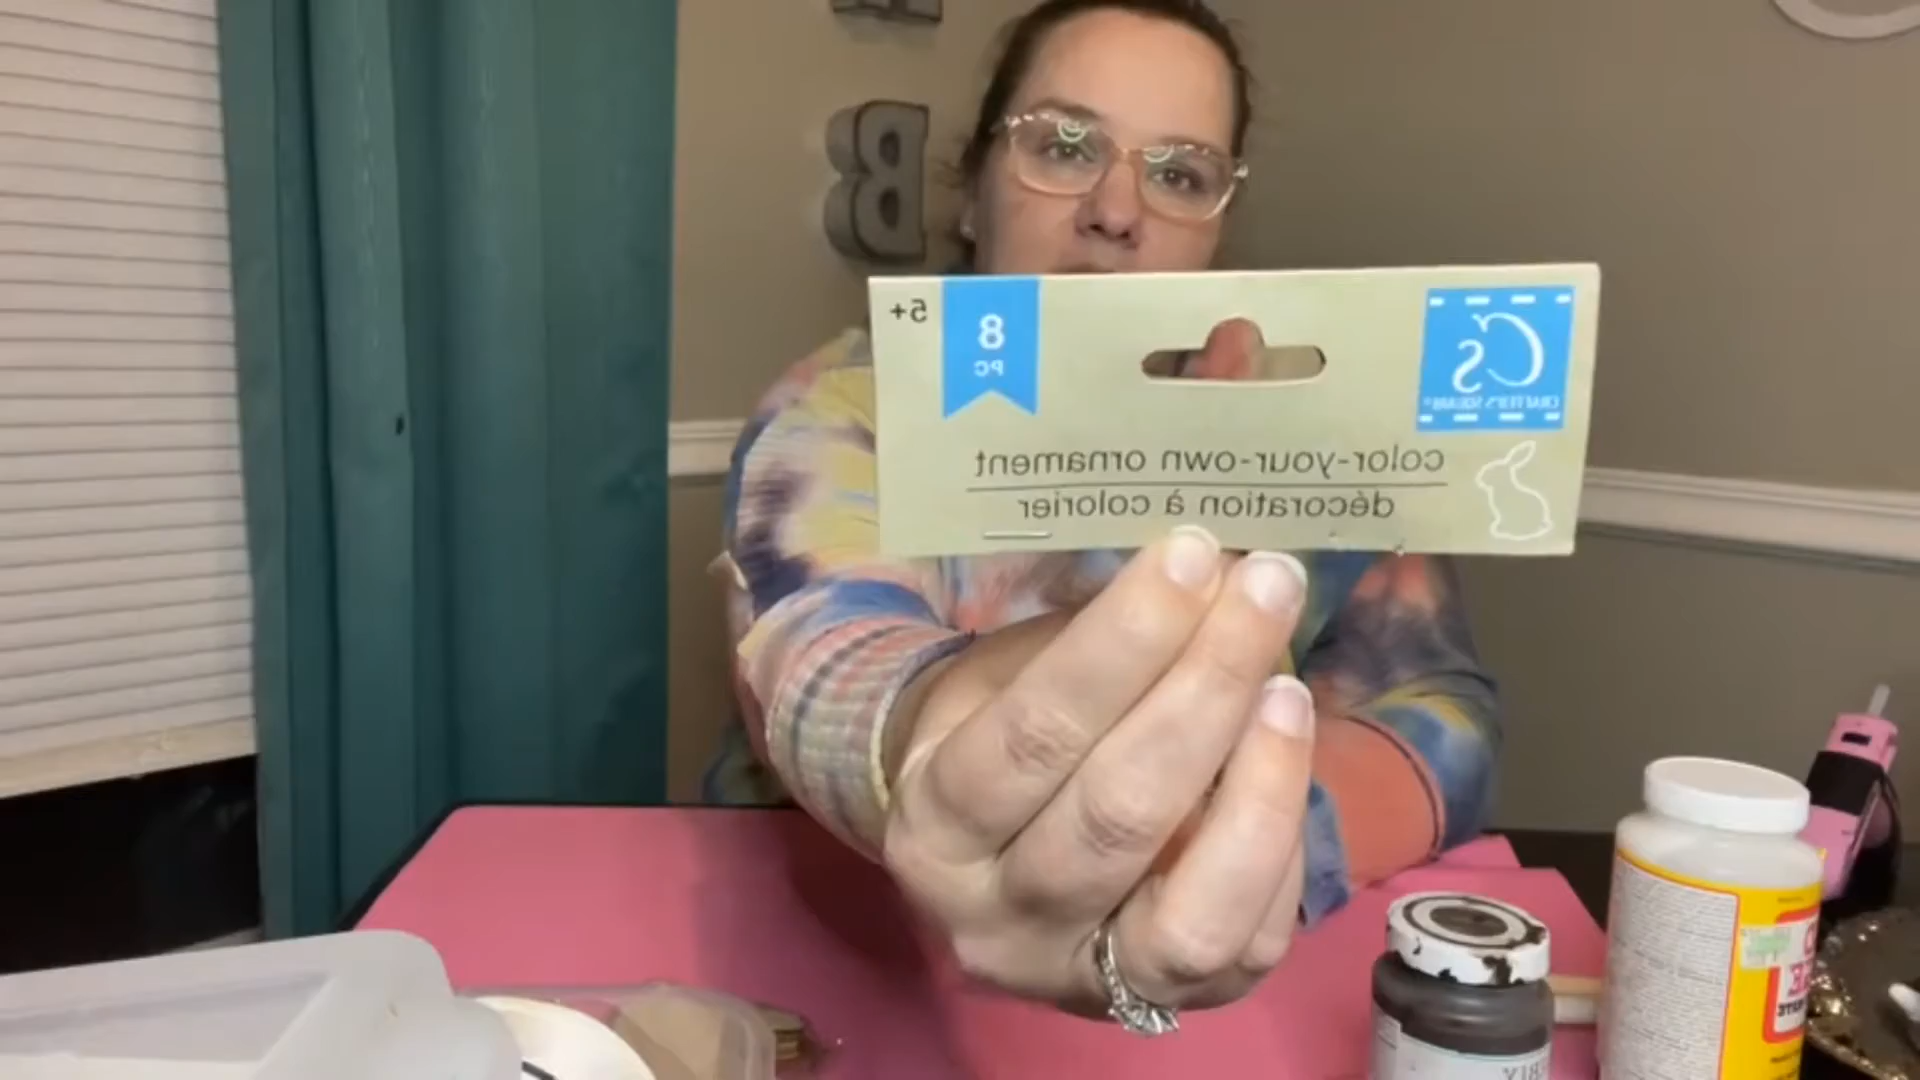 B
5+
8
PC
Cs
CRAFTER'S SQUARE®
color-your-own ornament
décoration à colorier